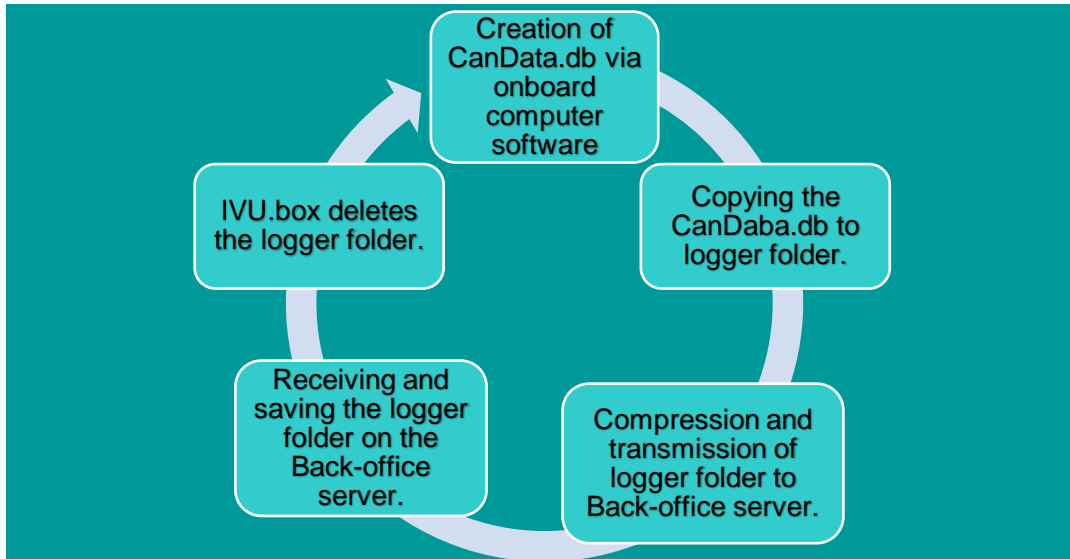 Creation of
CanData.db via
onboard
computer
software
Copying the
CanDaba.db to
logger folder.
Compression and
transmission of
logger folder to
Back-office server.
Receiving and
saving the logger
folder on the
Back-office
server.
IVU.box deletes
the logger folder.